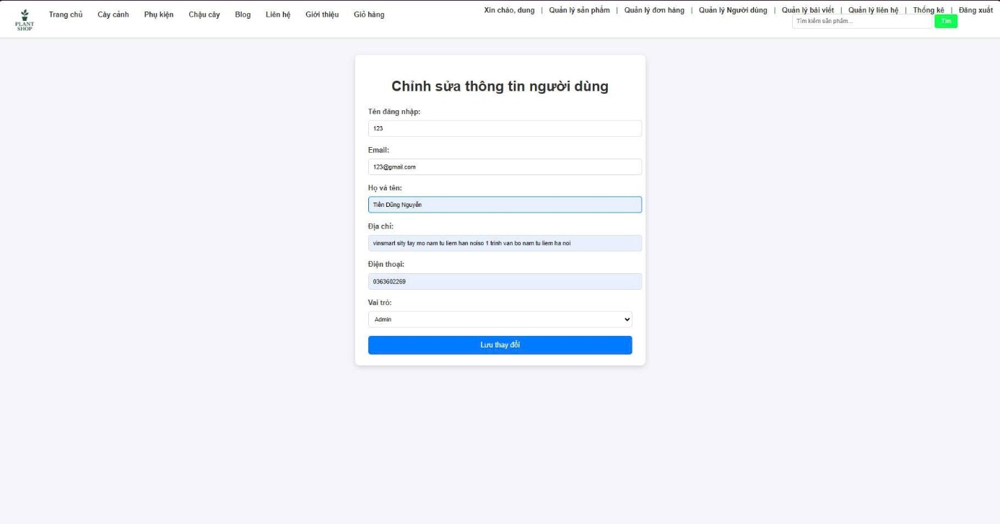 PLANT
SHOP
Trang chủ Cây cảnh Phụ kiện Chậu cây Blog Liên hệ Giới thiệu Giỏ hàng
Xin chào, dung | Quản lý sản phẩm | Quản lý đơn hàng | Quản lý Người dùng | Quản lý bài viết | Quản lý liên hệ | Thống kê | Đăng xuất
Tìm kiếm sản phẩm... Tìm
Chỉnh sửa thông tin người dùng
Tên đăng nhập:
123
Email:
123@gmail.com
Họ và tên:
Tiến Dũng Nguyễn
Địa chỉ:
vinsmart sity tay mo nam tu liem han noiso 1 trinh van bo nam tu liem ha noi
Điện thoại:
0363602269
Vai trò:
Admin
Lưu thay đổi